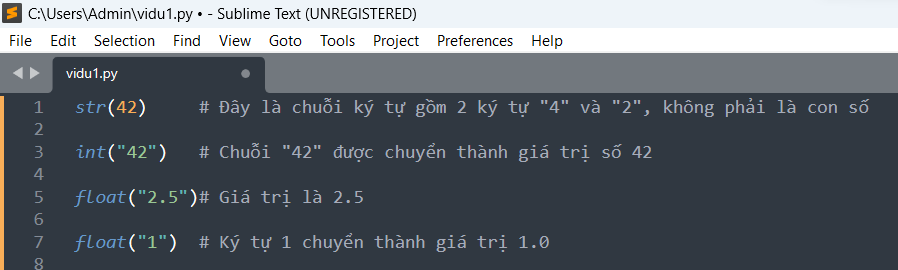 C:\Users\Admin\vidu1.py • - Sublime Text (UNREGISTERED)
File Edit Selection Find View Goto Tools Project Preferences Help
vidu1.py
1 str(42) # Đây là chuỗi ký tự gồm 2 ký tự "4" và "2", không phải là con số
2
3 int("42") # Chuỗi "42" được chuyển thành giá trị số 42
4
5 float("2.5")# Giá trị là 2.5
6
7 float("1") # Ký tự 1 chuyển thành giá trị 1.0
8